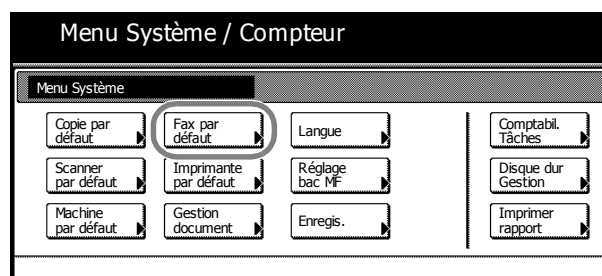 Menu Système / Compteur
Menu Système
Copie par
défaut
Fax par
défaut
Langue
Comptabil.
Tâches
Scanner
par défaut
Imprimante
par défaut
Réglage
bac MF
Disque dur
Gestion
Machine
par défaut
Gestion
document
Enregis.
Imprimer
rapport